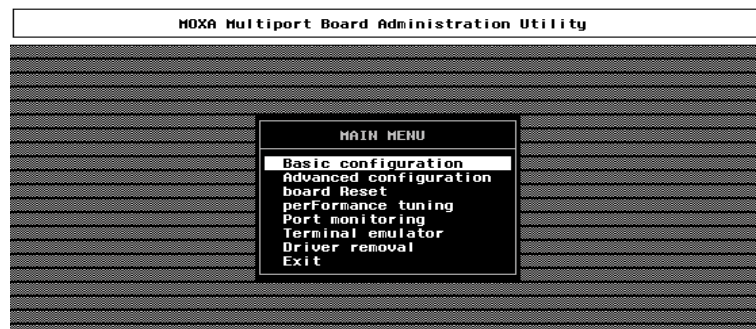 MOXA Multiport Board Administration Utility
MAIN MENU
Basic configuration
Advanced configuration
board Reset
perFormance tuning
Port monitoring
Terminal emulator
Driver removal
Exit